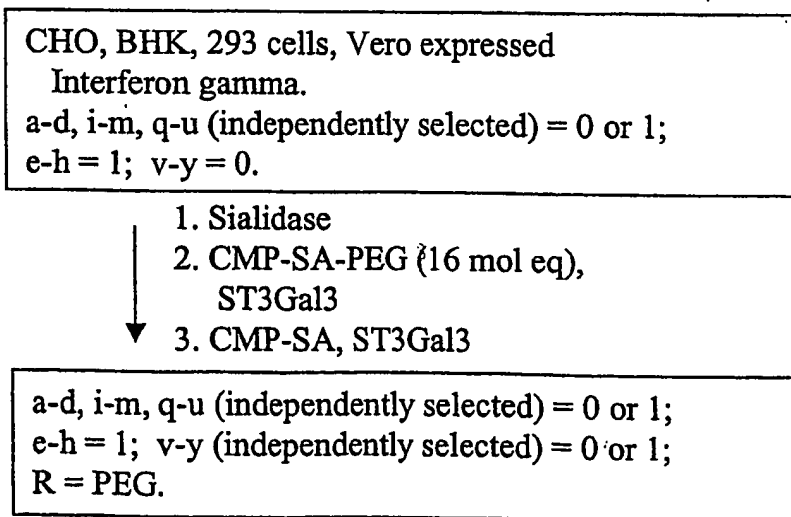 CHO, BHK, 293 cells, Vero expressed
Interferon gamma.
a-d, i-m, q-u (independently selected) = 0 or 1;
e-h = 1; v-y = 0.
1. Sialidase
2. CMP-SA-PEG (16 mol eq),
ST3Gal3
3. CMP-SA, ST3Gal3
a-d, i-m, q-u (independently selected) = 0 or 1;
e-h = 1; v-y (independently selected) = 0 or 1;
R = PEG.